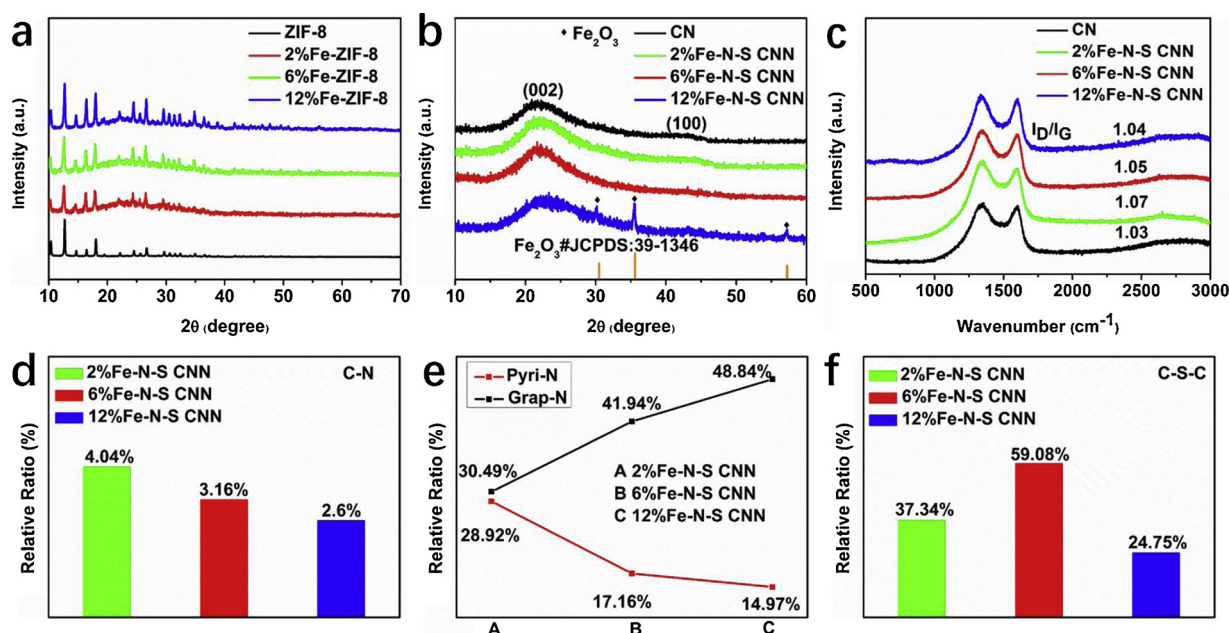 a
ZIF-8
2%Fe-ZIF-8
6%Fe-ZIF-8
12%Fe-ZIF-8
Intensity (a.u.)
10 20 30 40 50 60 70
2θ (degree)
b
♦ Fe₂O₃
CN
2%Fe-N-S CNN
6%Fe-N-S CNN
12%Fe-N-S CNN
(002)
(100)
Fe₂O₃#JCPDS:39-1346
Intensity (a.u.)
10 20 30 40 50 60
2θ (degree)
c
CN
2%Fe-N-S CNN
6%Fe-N-S CNN
12%Fe-N-S CNN
I_D/I_G
1.04
1.05
1.07
1.03
Intensity (a.u.)
500 1000 1500 2000 2500 3000
Wavenumber (cm⁻¹)
d
2%Fe-N-S CNN
6%Fe-N-S CNN
12%Fe-N-S CNN
C-N
4.04%
3.16%
2.6%
Relative Ratio (%)
e
Pyri-N
Grap-N
48.84%
41.94%
30.49%
A 2%Fe-N-S CNN
B 6%Fe-N-S CNN
C 12%Fe-N-S CNN
28.92%
17.16%
14.97%
Relative Ratio (%)
A B C
f
2%Fe-N-S CNN
6%Fe-N-S CNN
12%Fe-N-S CNN
C-S-C
37.34%
59.08%
24.75%
Relative Ratio (%)